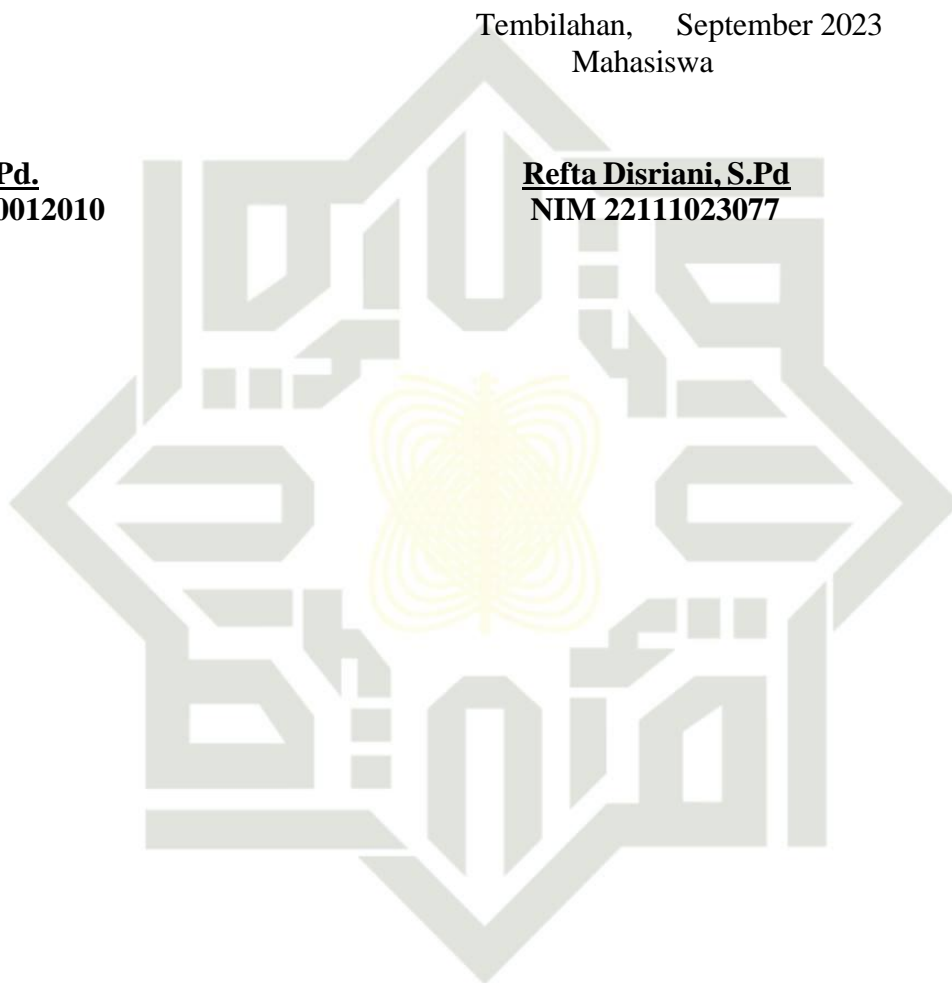 Tembilahan, September 2023
Mahasiswa
Pd. Refta Disriani, S.Pd
0012010 NIM 22111023077